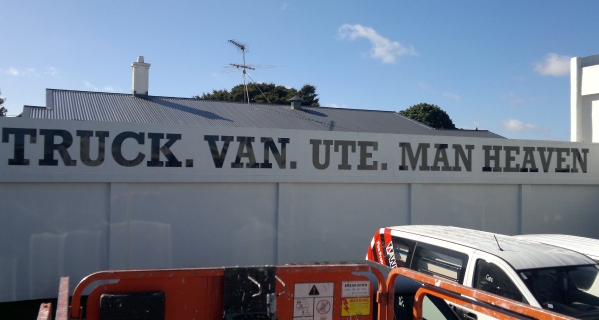 TRUCK. VAN. UTE. MAN HEAVEN